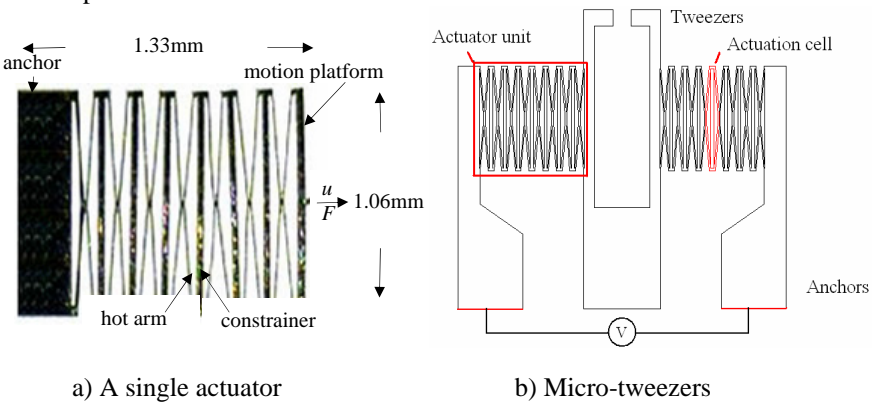 1.33mm
anchor
motion platform
u
F
1.06mm
hot arm
constrainer
a) A single actuator
Tweezers
Actuator unit
Actuation cell
Anchors
V
b) Micro-tweezers